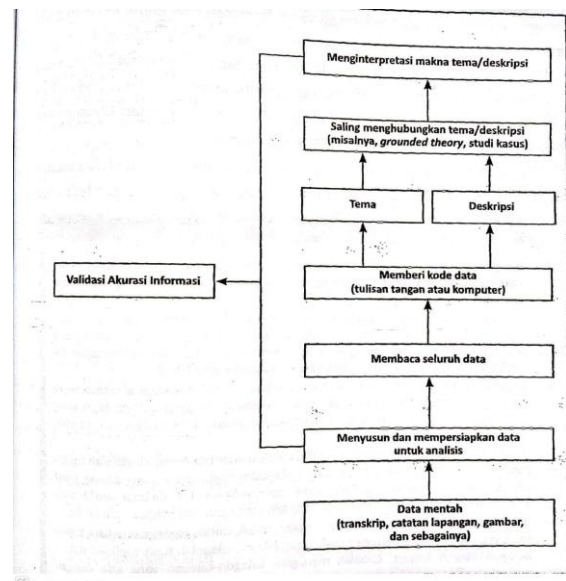 Menginterpretasi makna tema/deskripsi
Saling menghubungkan tema/deskripsi
(misalnya, grounded theory, studi kasus)
Tema
Deskripsi
Validasi Akurasi Informasi
Memberi kode data
(tulisan tangan atau komputer)
Membaca seluruh data
Menyusun dan mempersiapkan data
untuk analisis
Data mentah
(transkrip, catatan lapangan, gambar,
dan sebagainya)